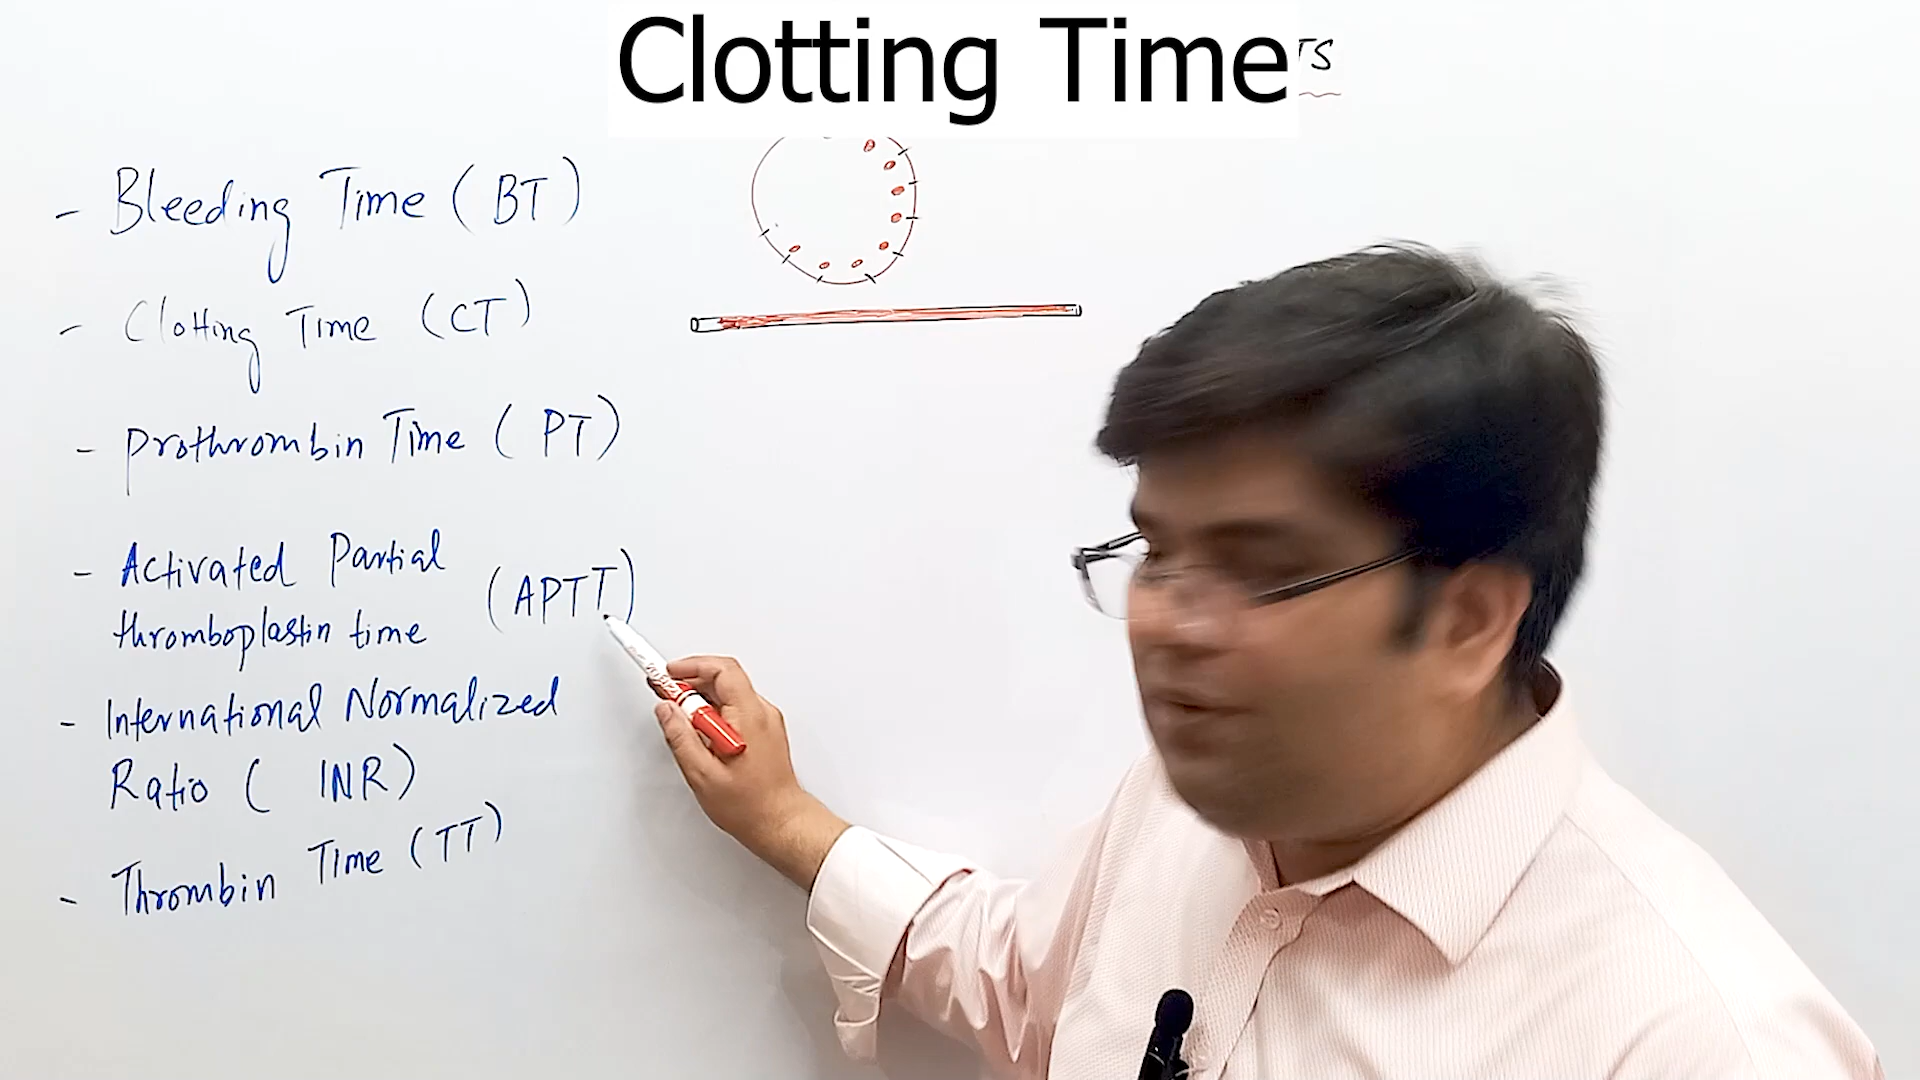 Clotting Time
TS
- Bleeding Time (BT)
- Clotting Time (CT)
- Prothrombin Time (PT)
- Activated Partial
thromboplastin time (APTT)
- International Normalized
Ratio (INR)
- Thrombin Time (TT)